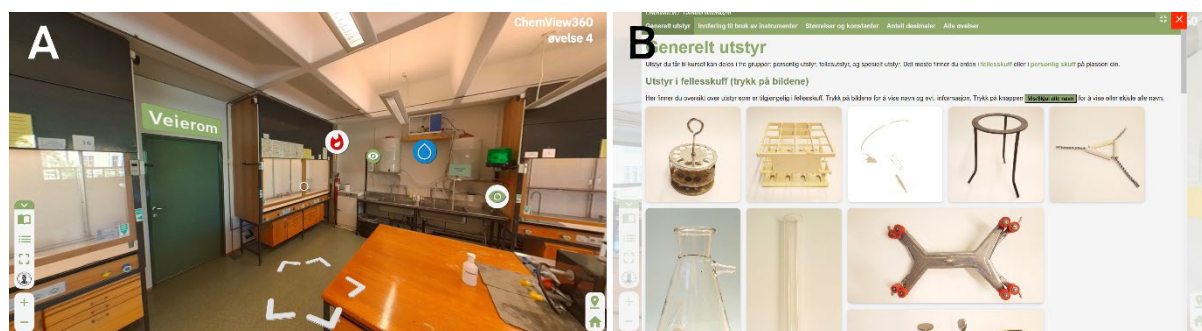 A
ChemView360
øvelse 4
Veierom
B
Generelt utstyr Innføring til bruk av instrumenter Størrelser og konstanter Antall desimaler Alle øvelser
Generelt utstyr
Utstyr du får til kurset kan deles i tre grupper: personlig utstyr, fellesutstyr, og spesielt utstyr. Det meste finner du enten i fellesskuff eller i personlig skuff på plassen din.
Utstyr i fellesskuff (trykk på bildene)
Her finner du oversikt over utstyr som er tilgjengelig i fellesskuff. Trykk på bildene for å vise navn og evt. informasjon. Trykk på knappen Vis/Skjul alle navn for å vise eller skjule alle navn.